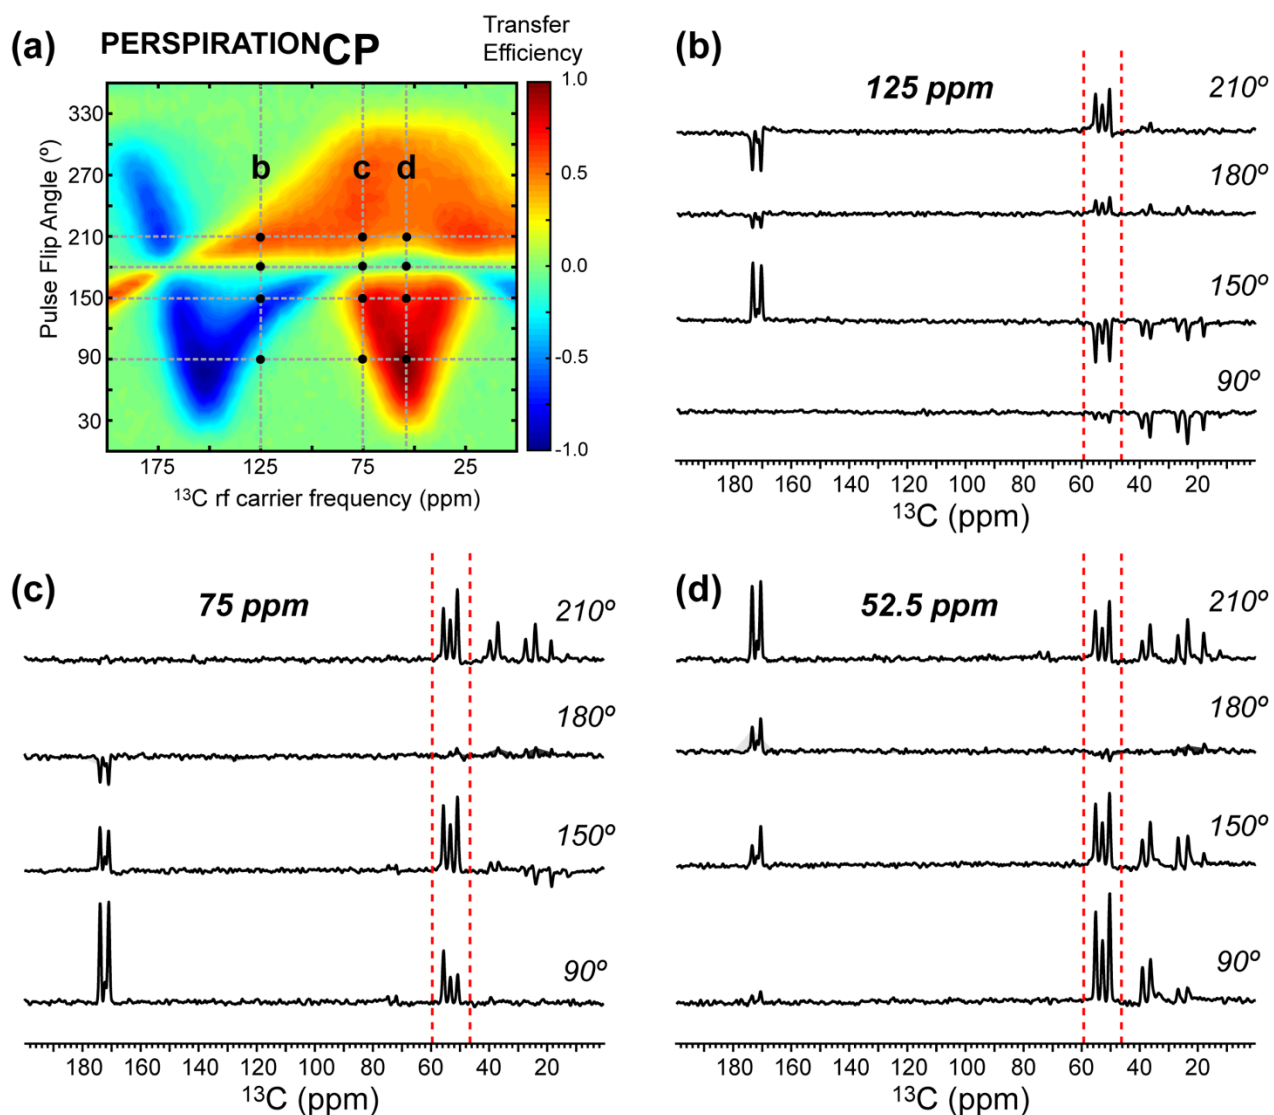 (a) PERSPIRATIONCP
Transfer
Efficiency
1.0
0.5
0.0
-0.5
-1.0
Pulse Flip Angle (º)
330
270
210
150
90
30
b c d
175 125 75 25
¹³C rf carrier frequency (ppm)
(b)
125 ppm
210º
180º
150º
90º
180 160 140 120 100 80 60 40 20
¹³C (ppm)
(c)
75 ppm
210º
180º
150º
90º
180 160 140 120 100 80 60 40 20
¹³C (ppm)
(d)
52.5 ppm
210º
180º
150º
90º
180 160 140 120 100 80 60 40 20
¹³C (ppm)